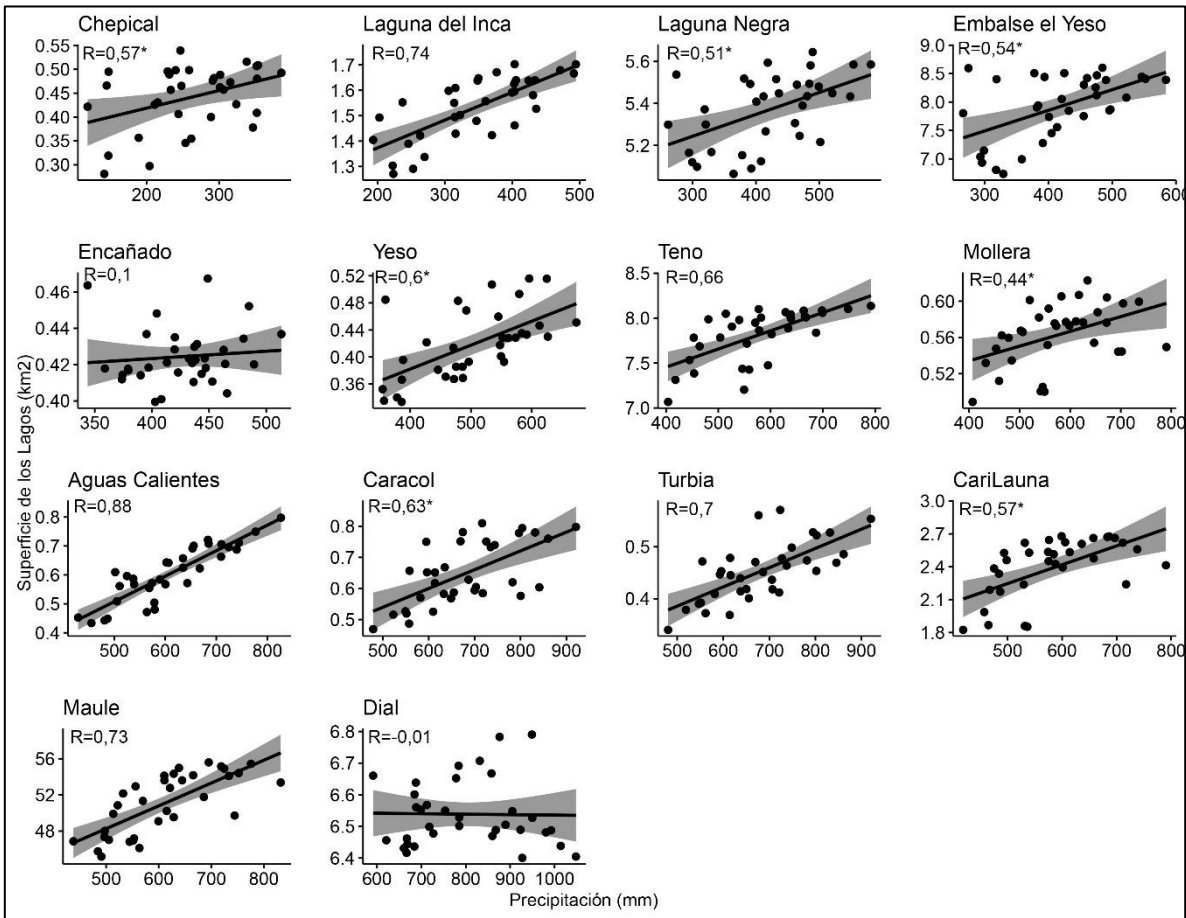 Chepical
R=0,57*
0.55
0.50
0.45
0.40
0.35
0.30
200 300
Laguna del Inca
R=0,74
1.7
1.6
1.5
1.4
1.3
200 300 400 500
Laguna Negra
R=0,51*
5.6
5.4
5.2
300 400 500
Embalse el Yeso
R=0,54*
9.0
8.5
8.0
7.5
7.0
300 400 500 600
Encañado
R=0,1
0.46
0.44
0.42
0.40
350 400 450 500
Yeso
R=0,6*
0.52
0.48
0.44
0.40
0.36
400 500 600
Teno
R=0,66
8.5
8.0
7.5
7.0
400 500 600 700 800
Mollera
R=0,44*
0.60
0.56
0.52
400 500 600 700 800
Aguas Calientes
R=0,88
0.8
0.7
0.6
0.5
0.4
500 600 700 800
Caracol
R=0,63*
0.8
0.7
0.6
0.5
500 600 700 800 900
Turbia
R=0,7
0.5
0.4
500 600 700 800 900
CariLauna
R=0,57*
3.0
2.7
2.4
2.1
1.8
500 600 700 800
Maule
R=0,73
56
52
48
500 600 700 800
Dial
R=-0,01
6.8
6.7
6.6
6.5
6.4
600 700 800 900 1000
Superficie de los Lagos (km2)
Precipitación (mm)